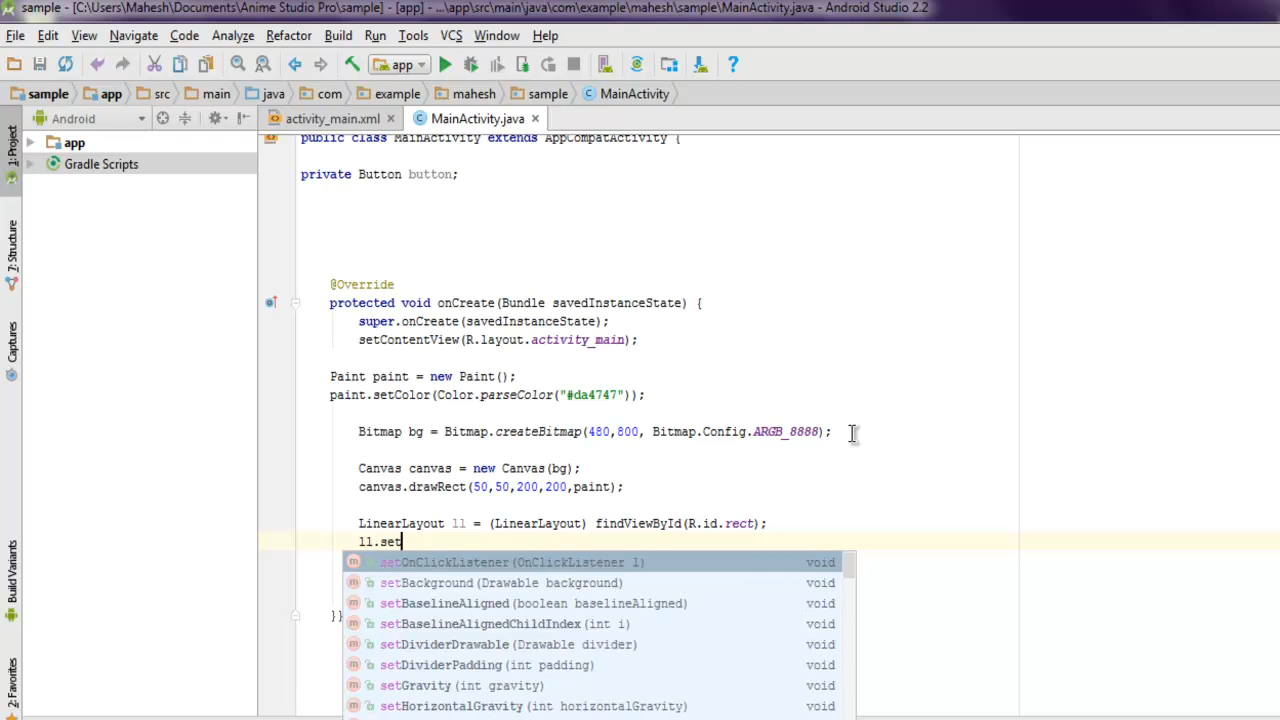 sample - [C:\Users\Mahesh\Documents\Anime Studio Pro\sample] - [app] - ...\app\src\main\java\com\example\mahesh\sample\MainActivity.java - Android Studio 2.2
File Edit View Navigate Code Analyze Refactor Build Run Tools VCS Window Help
app
sample app src main java com example mahesh sample MainActivity
Android
activity_main.xml
MainActivity.java
1: Project
7: Structure
Captures
Build Variants
2: Favorites
app
Gradle Scripts
public class MainActivity extends AppCompatActivity {
private Button button;
@Override
protected void onCreate(Bundle savedInstanceState) {
super.onCreate(savedInstanceState);
setContentView(R.layout.activity_main);
Paint paint = new Paint();
paint.setColor(Color.parseColor("#da4747"));
Bitmap bg = Bitmap.createBitmap(480,800, Bitmap.Config.ARGB_8888);
Canvas canvas = new Canvas(bg);
canvas.drawRect(50,50,200,200,paint);
LinearLayout ll = (LinearLayout) findViewById(R.id.rect);
ll.set
setOnClickListener(OnClickListener l) void
setBackground(Drawable background) void
setBaselineAligned(boolean baselineAligned) void
setBaselineAlignedChildIndex(int i) void
}}
setDividerDrawable(Drawable divider) void
setDividerPadding(int padding) void
setGravity(int gravity) void
setHorizontalGravity(int horizontalGravity) void